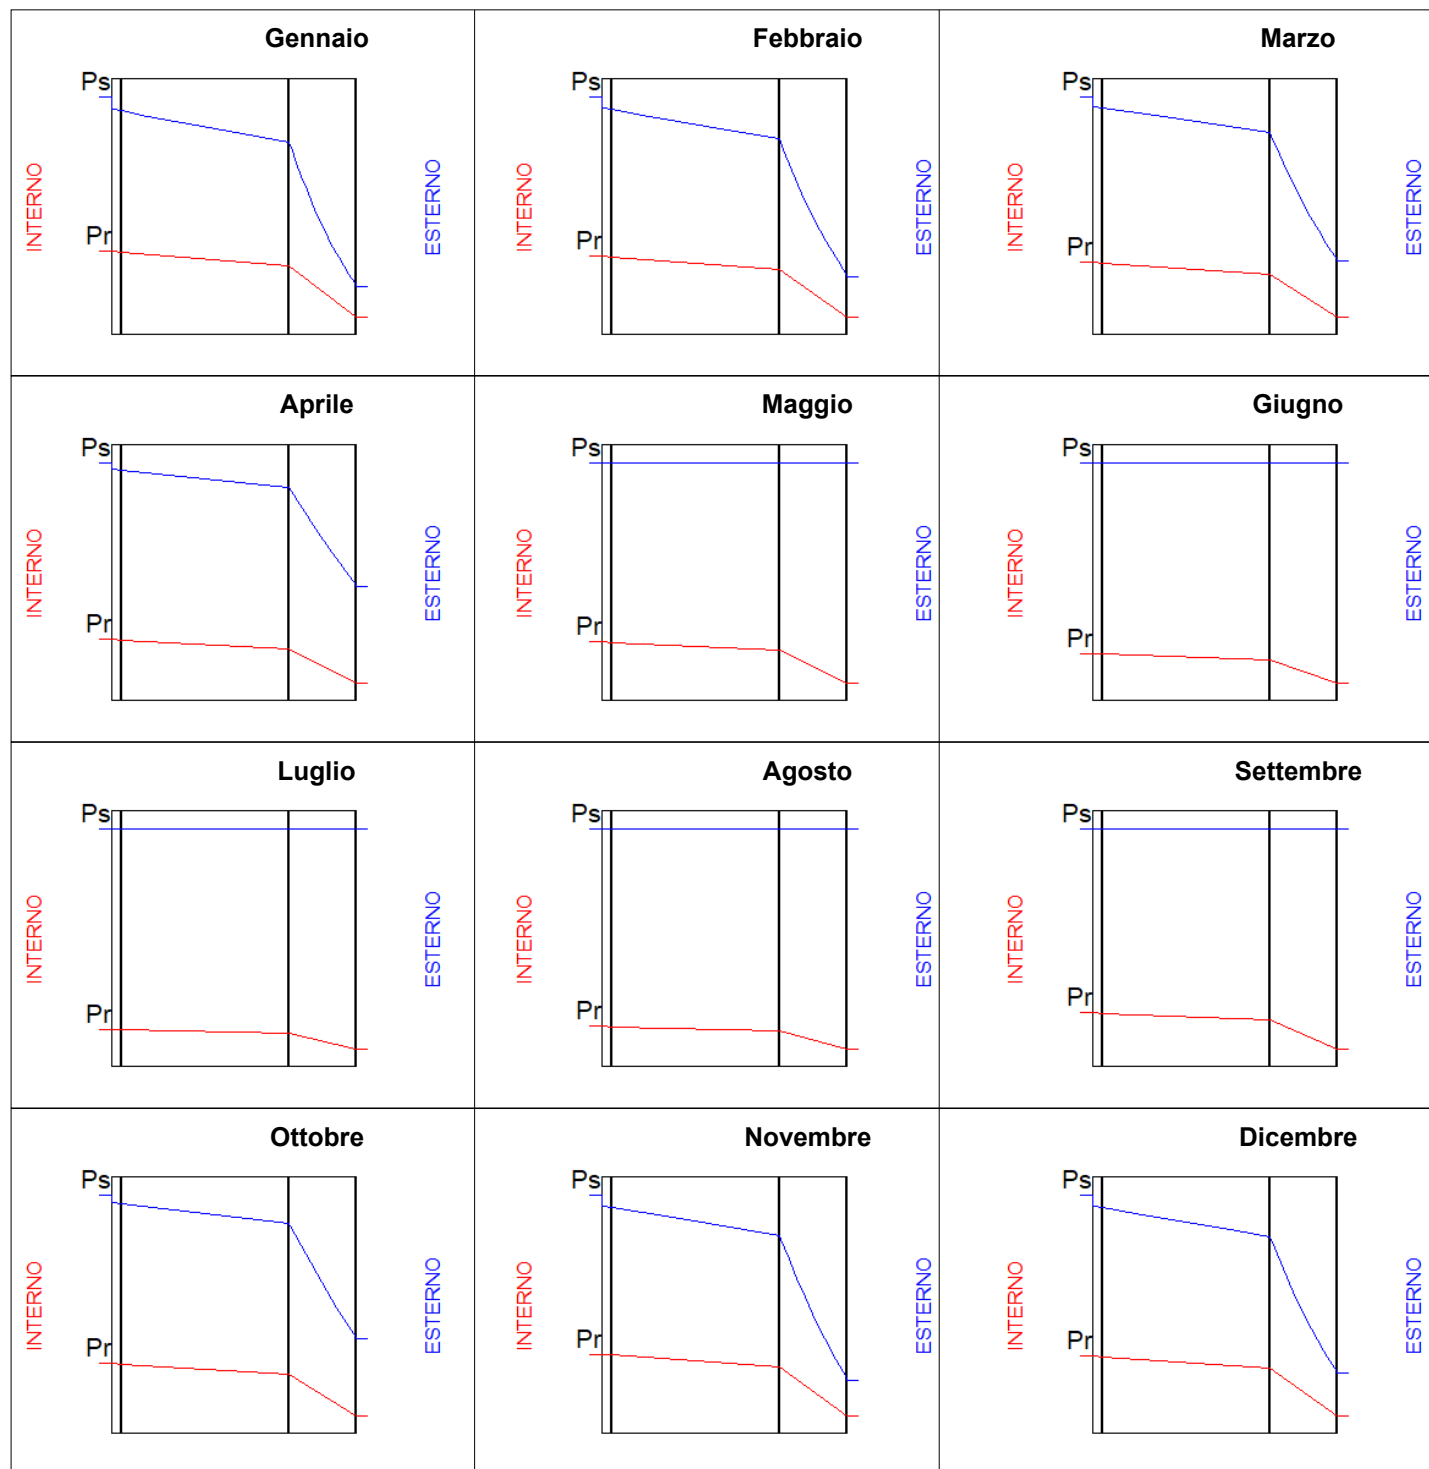 Gennaio
Ps
Pr
INTERNO
ESTERNO
Febbraio
Ps
Pr
INTERNO
ESTERNO
Marzo
Ps
Pr
INTERNO
ESTERNO
Aprile
Ps
Pr
INTERNO
ESTERNO
Maggio
Ps
Pr
INTERNO
ESTERNO
Giugno
Ps
Pr
INTERNO
ESTERNO
Luglio
Ps
Pr
INTERNO
ESTERNO
Agosto
Ps
Pr
INTERNO
ESTERNO
Settembre
Ps
Pr
INTERNO
ESTERNO
Ottobre
Ps
Pr
INTERNO
ESTERNO
Novembre
Ps
Pr
INTERNO
ESTERNO
Dicembre
Ps
Pr
INTERNO
ESTERNO